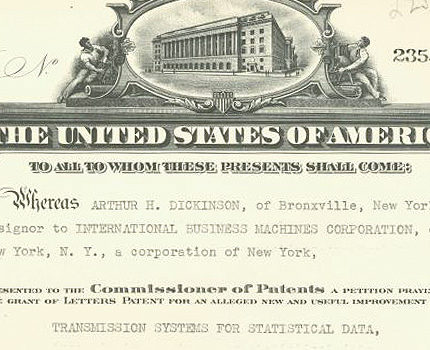 No
235
THE UNITED STATES OF AMERIC
TO ALL TO WHOM THESE PRESENTS SHALL COME:
Whereas ARTHUR H. DICKINSON, of Bronxville, New York
signor to INTERNATIONAL BUSINESS MACHINES CORPORATION,
w York, N. Y., a corporation of New York,
ESENTED TO THE Commissioner of Patents A PETITION PRAYIN
E GRANT OF LETTERS PATENT FOR AN ALLEGED NEW AND USEFUL IMPROVEMENT
TRANSMISSION SYSTEMS FOR STATISTICAL DATA,